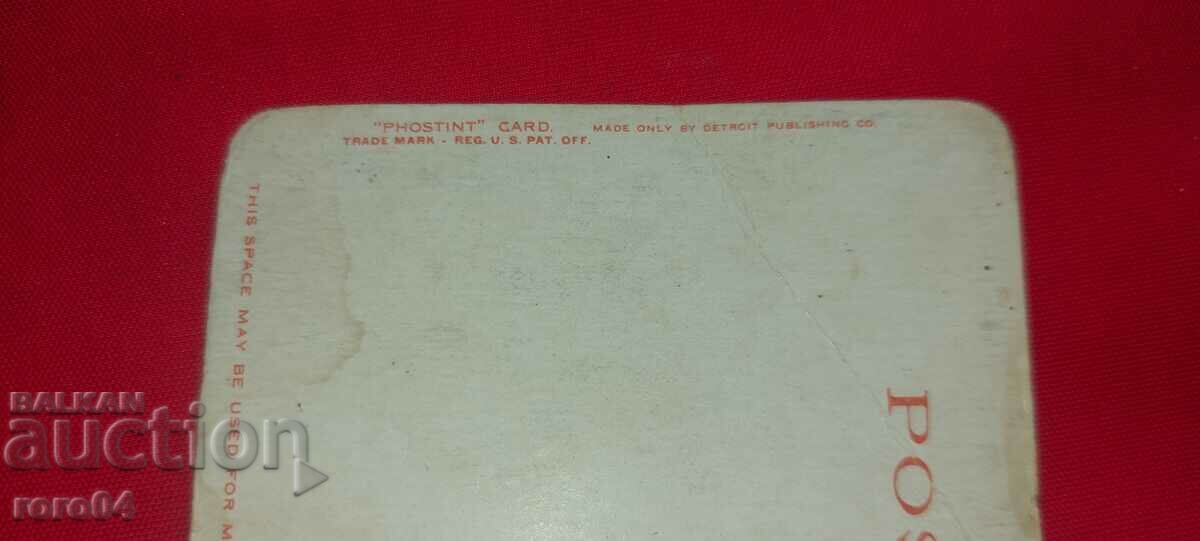 "PHOSTINT" CARD. MADE ONLY BY DETROIT PUBLISHING CO.
TRADE MARK - REG. U. S. PAT. OFF.
THIS SPACE MAY BE USED FOR M
POS
BALKAN
auction
roro04